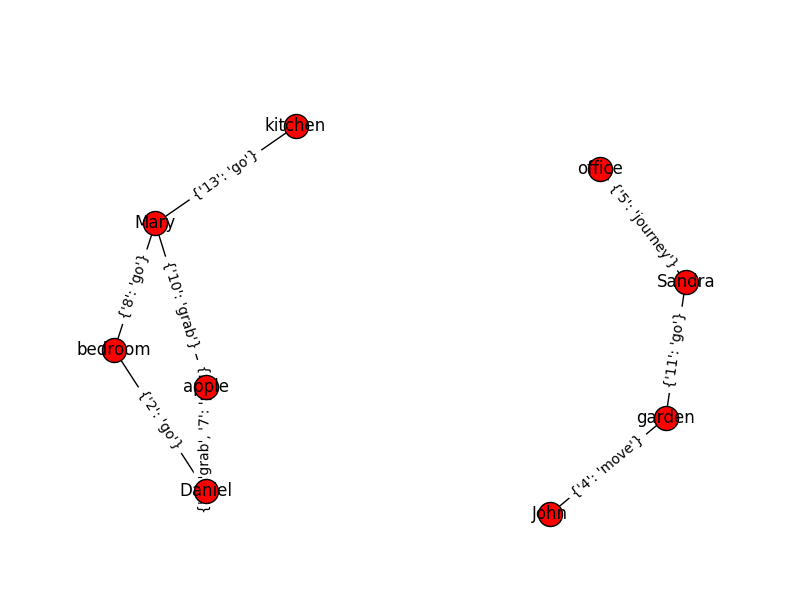 kitchen
{'13': 'go'}
office
{'5': 'journey'}
Mary
Sandra
{'8': 'go'}
{'10': 'grab'}
{'11': 'go'}
bedroom
apple
{'2': 'go'}
'grab', '7':
garden
{'4': 'move'}
Daniel
John